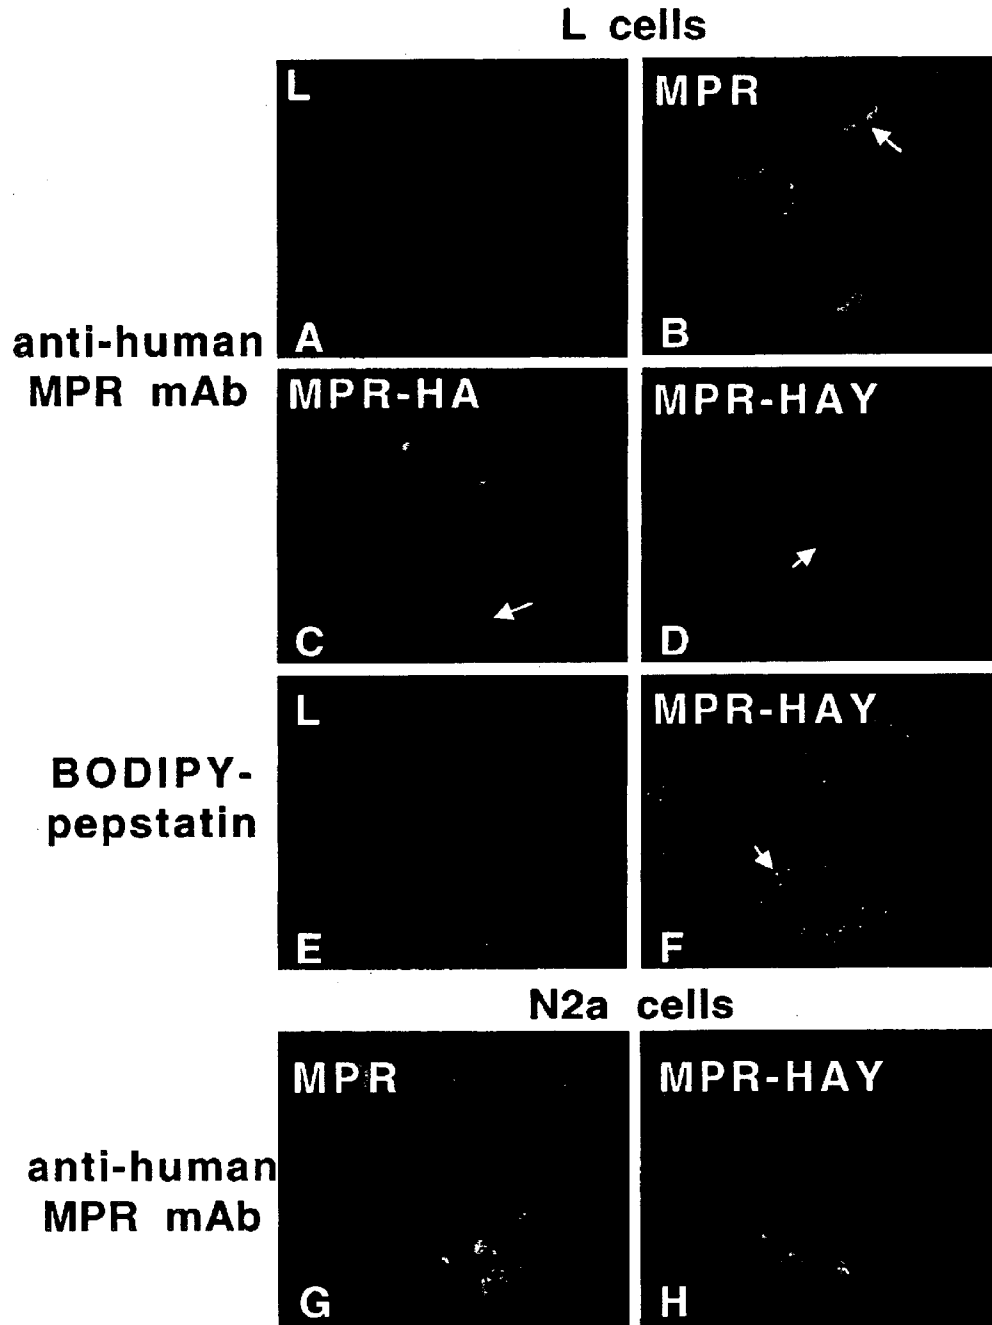 L cells
L
MPR
anti-human
MPR mAb
A
B
MPR-HA
MPR-HAY
C
D
BODIPY-
pepstatin
L
MPR-HAY
E
F
N2a cells
MPR
MPR-HAY
anti-human
MPR mAb
G
H